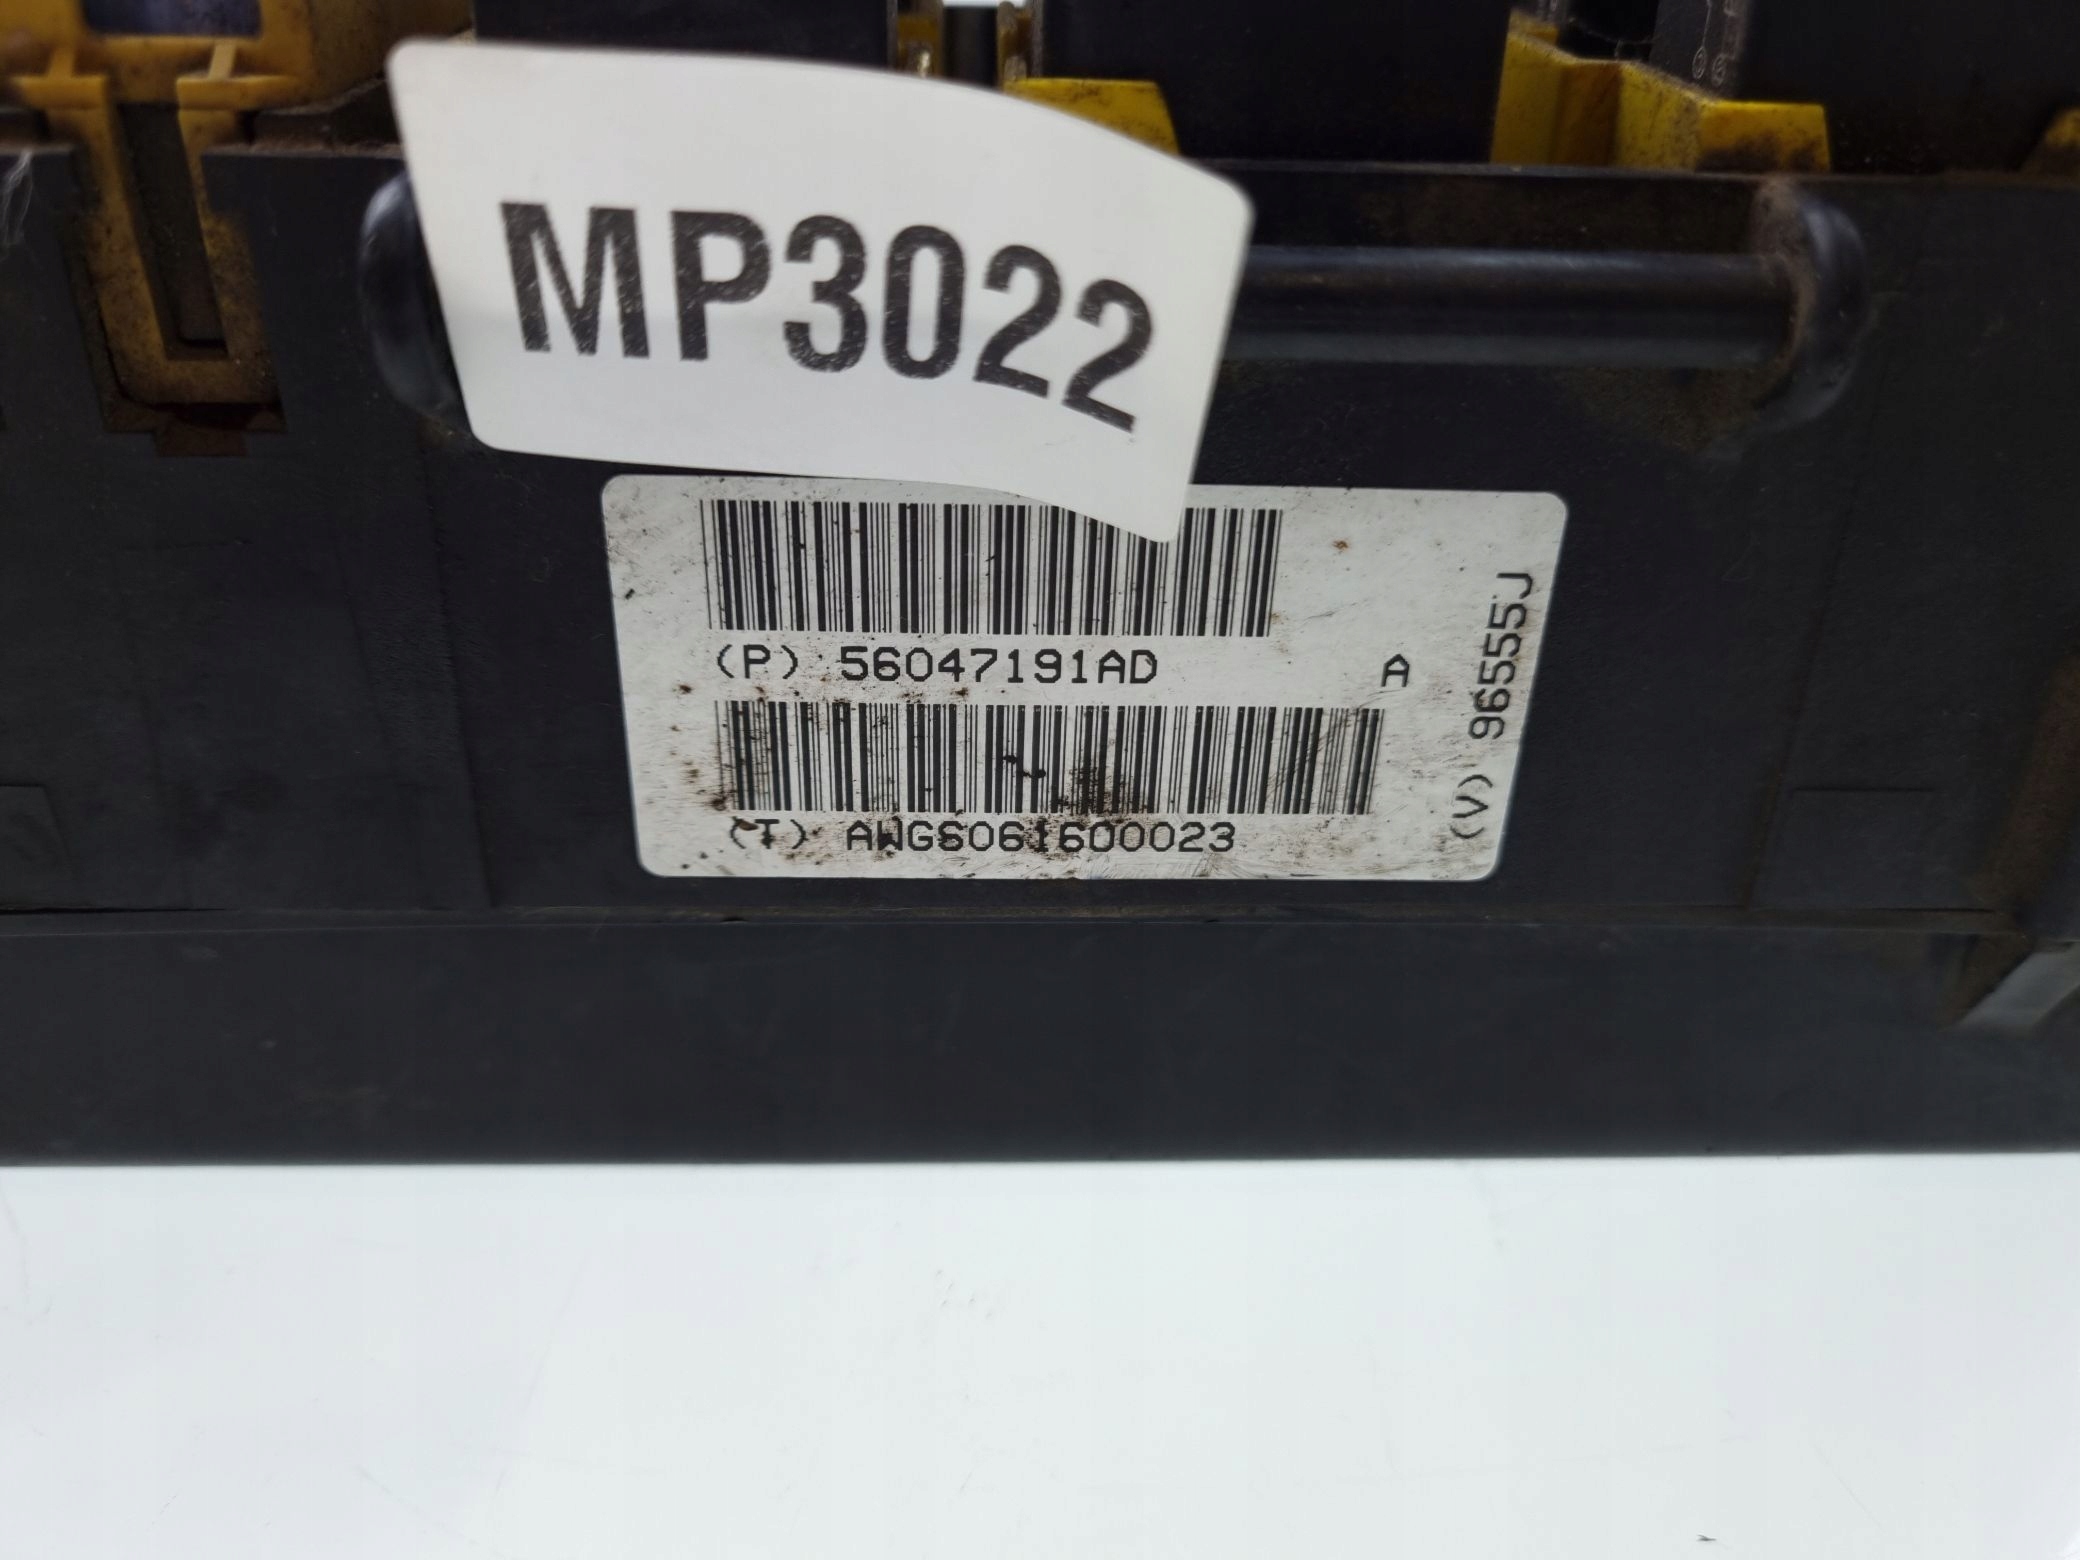 MP3022
(P) 56047191AD A
(T) AWGS061600023
(V) 96555J